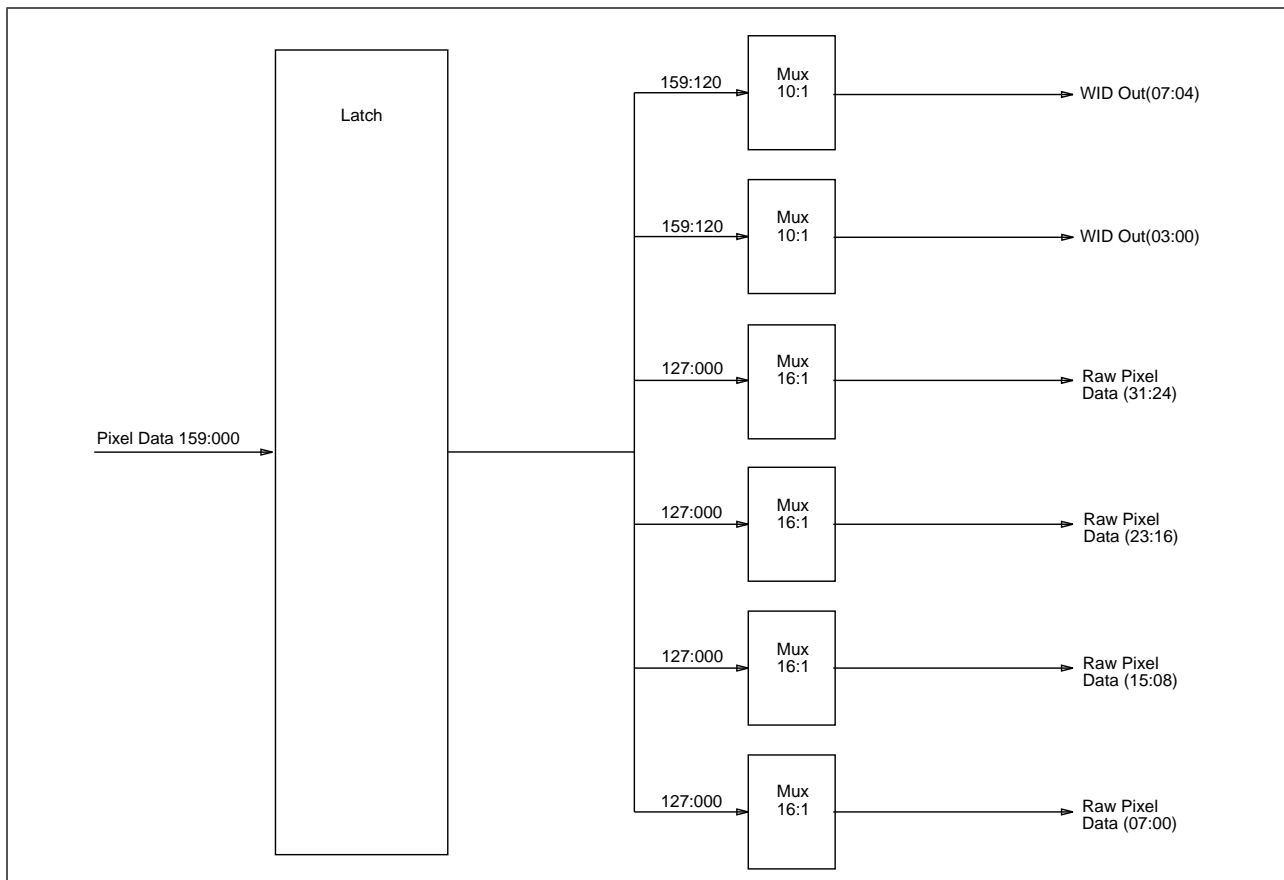 Mux
10:1
159:120
WID Out(07:04)
Latch
Mux
10:1
159:120
WID Out(03:00)
Mux
16:1
127:000
Raw Pixel
Data (31:24)
Pixel Data 159:000
Mux
16:1
127:000
Raw Pixel
Data (23:16)
Mux
16:1
127:000
Raw Pixel
Data (15:08)
Mux
16:1
127:000
Raw Pixel
Data (07:00)